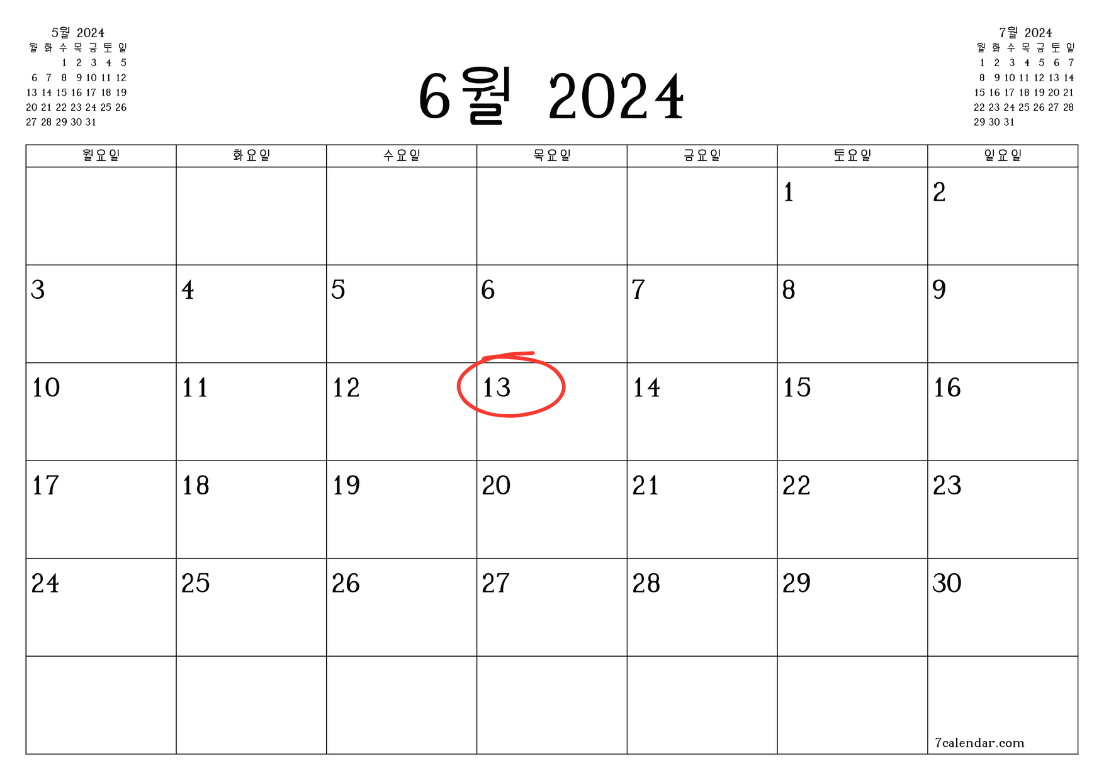 5월 2024
월 화 수 목 금 토 일
1 2 3 4 5
6 7 8 9 10 11 12
13 14 15 16 17 18 19
20 21 22 23 24 25 26
27 28 29 30 31
6월 2024
7월 2024
월 화 수 목 금 토 일
1 2 3 4 5 6 7
8 9 10 11 12 13 14
15 16 17 18 19 20 21
22 23 24 25 26 27 28
29 30 31
월요일 화요일 수요일 목요일 금요일 토요일 일요일
1 2
3 4 5 6 7 8 9
10 11 12 13 14 15 16
17 18 19 20 21 22 23
24 25 26 27 28 29 30
7calendar.com